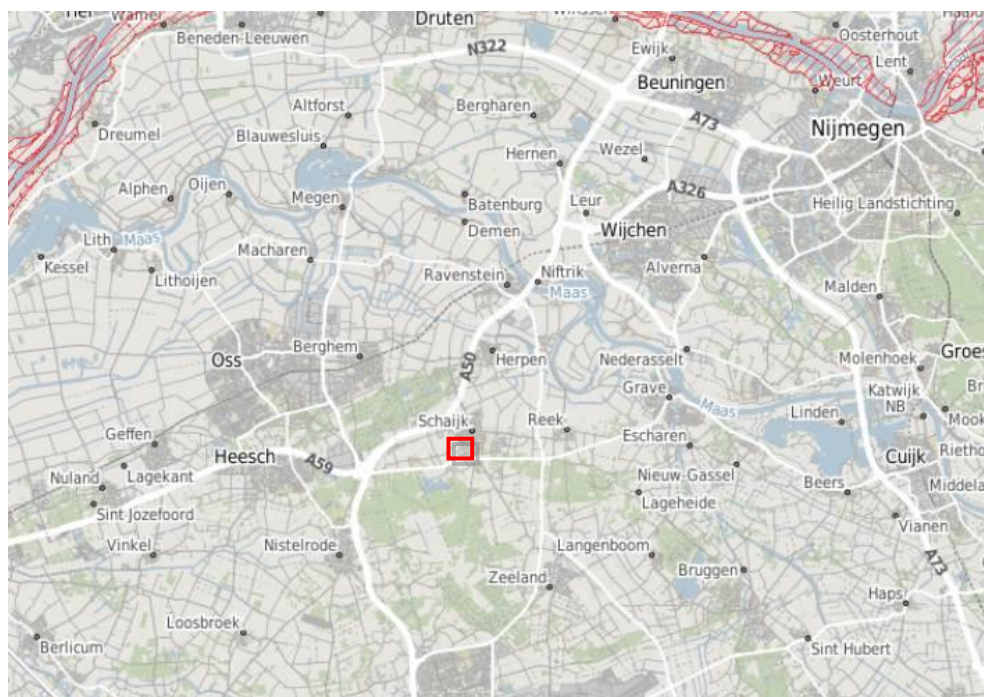 Wamel
Druten
Beneden-Leeuwen
N322
Ewijk
Oosterhout
Lent
Beuningen
Weurt
Altforst
Bergharen
A73
Dreumel
Blauwesluis
Nijmegen
Hernen
Wezel
A326
Alphen
Oijen
Megen
Batenburg
Leur
Heilig Landstichting
Demen
Wijchen
Lith
Maas
Macharen
Kessel
Lithoijen
Ravenstein
Niftrik
Alverna
Maas
Malden
Oss
Berghem
A50
Herpen
Nederasselt
Molenhoek
Groes
Grave
Katwijk
NB
Maas
Linden
Mook
Schaijk
Reek
Geffen
Escharen
Heesch
A59
Cuijk
Rietho
Nuland
Lagekant
Nieuw-Gassel
Beers
Middela
Lageheide
Sint Jozefoord
Vianen
Vinkel
Nistelrode
Langenboom
A73
Zeeland
Bruggen
Haps
Loosbroek
Berlicum
Sint Hubert